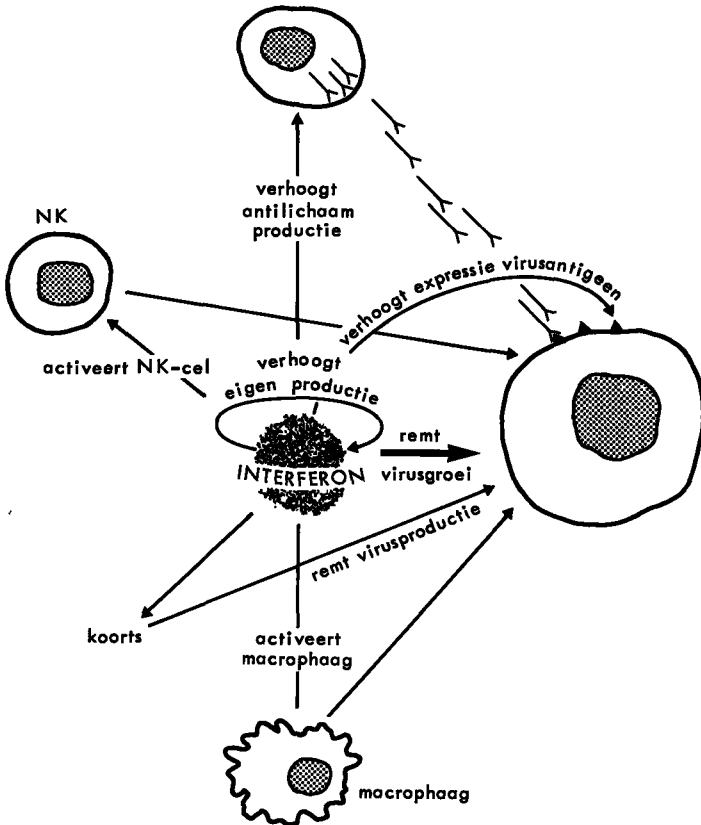 verhoogt
antilichaam
productie
NK
verhoogt expressie virusantigeen
activeert NK-cel
verhoogt
eigen productie
remt
virusgroei
INTERFERON
remt virusproductie
koorts
activeert
macrophaag
macrophaag